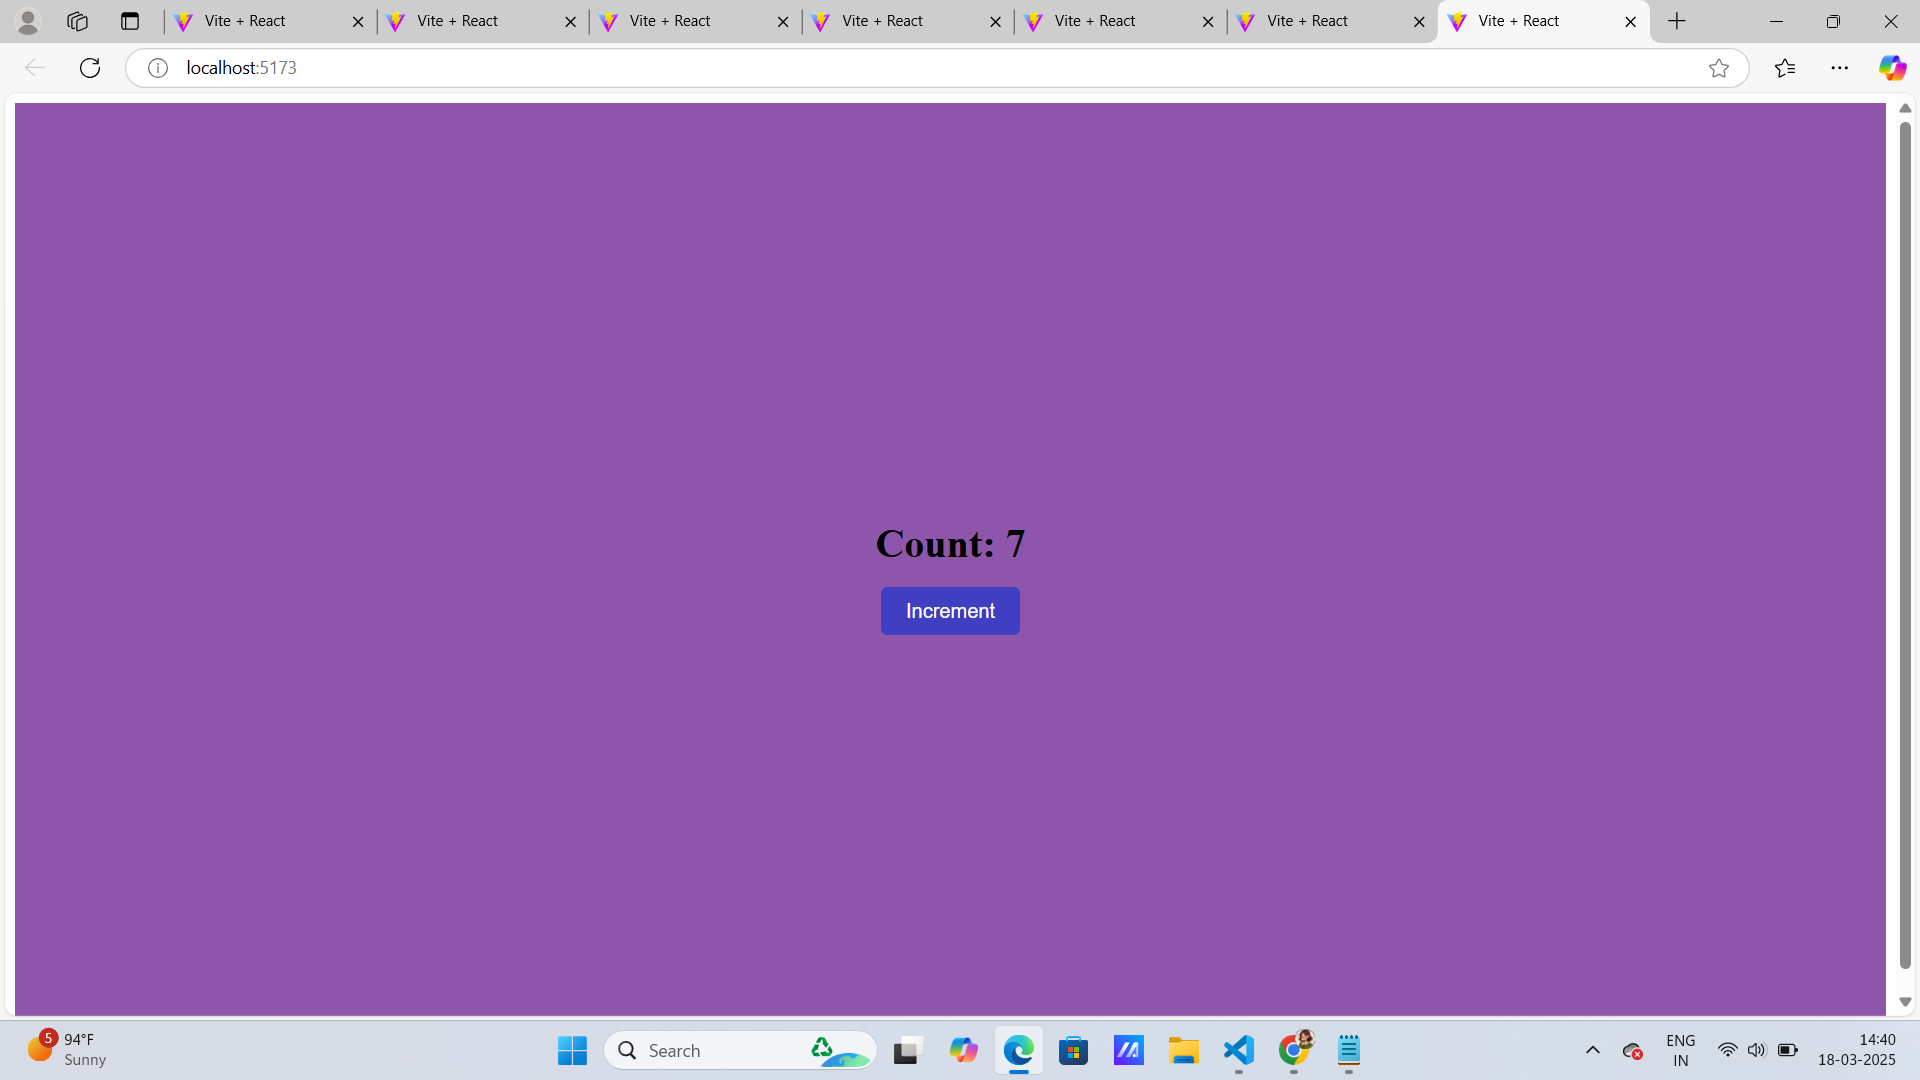 Vite + React
Vite + React
Vite + React
Vite + React
Vite + React
Vite + React
Vite + React
localhost:5173
Count: 7
Increment
5
94°F
Sunny
Search
ENG
IN
14:40
18-03-2025